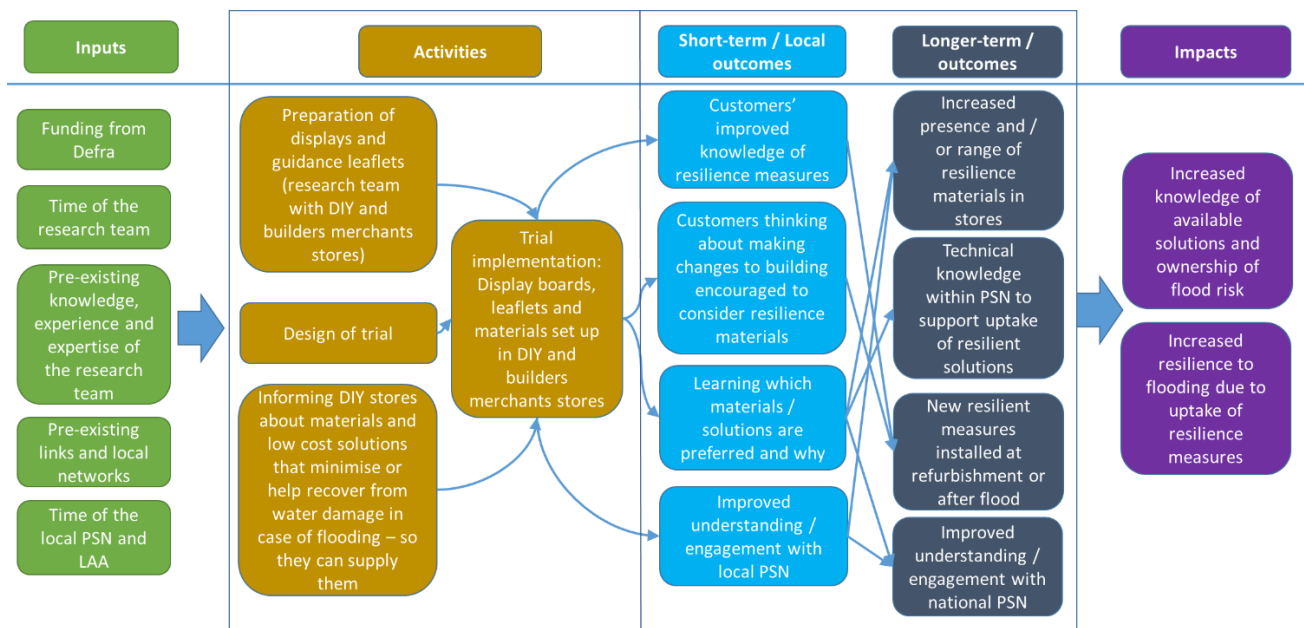 Inputs
Activities
Short-term / Local
outcomes
Longer-term /
outcomes
Impacts
Funding from
Defra
Time of the
research team
Pre-existing
knowledge,
experience and
expertise of
the research
team
Pre-existing
links and local
networks
Time of the
local PSN and
LAA
Preparation of
displays and
guidance leaflets
(research team
with DIY and
builders merchants
stores)
Design of trial
Informing DIY stores
about materials and
low cost solutions
that minimise or
help recover from
water damage in
case of flooding – so
they can supply
them
Trial
implementation:
Display boards,
leaflets and
materials set up
in DIY and
builders
merchants stores
Customers’
improved
knowledge of
resilience measures
Customers thinking
about making
changes to building
encouraged to
consider resilience
materials
Learning which
materials /
solutions are
preferred and why
Improved
understanding /
engagement with
local PSN
Increased
presence and /
or range of
resilience
materials in
stores
Technical
knowledge
within PSN to
support uptake
of resilient
solutions
New resilient
measures
installed at
refurbishment or
after flood
Improved
understanding /
engagement with
national PSN
Increased
knowledge of
available
solutions and
ownership of
flood risk
Increased
resilience to
flooding due to
uptake of
resilience
measures